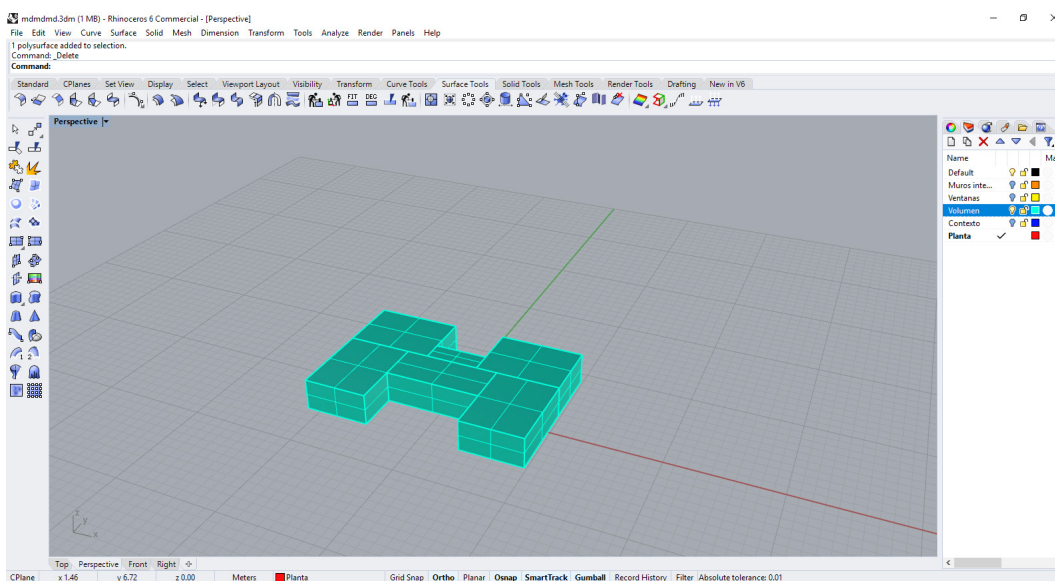 mdmdmd.3dm (1 MB) - Rhinoceros 6 Commercial - [Perspective]
File Edit View Curve Surface Solid Mesh Dimension Transform Tools Analyze Render Panels Help
1 polysurface added to selection.
Command: _Delete
Command:
Standard CPlanes Set View Display Select Viewport Layout Visibility Transform Curve Tools Surface Tools Solid Tools Mesh Tools Render Tools Drafting New in V6
FIT DEG
Perspective
Name Ma
Default
Muros inte...
Ventanas
Volumen
Contexto
Planta
z
y
x
Top Perspective Front Right
CPlane x 1.46 y 6.72 z 0.00 Meters Planta Grid Snap Ortho Planar Osnap SmartTrack Gumball Record History Filter Absolute tolerance: 0.01